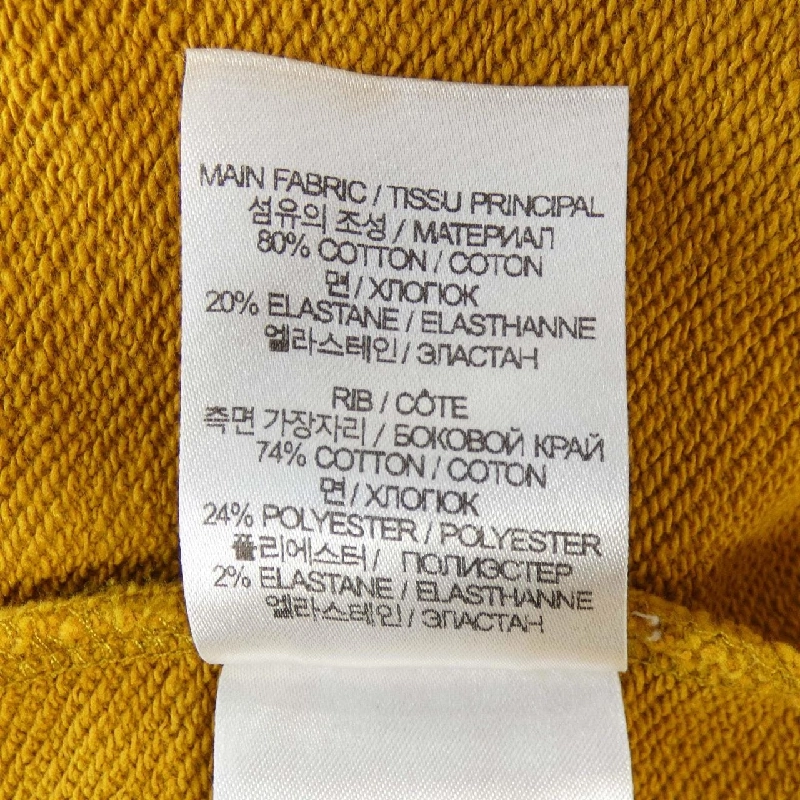 MAIN FABRIC / TISSU PRINCIPAL
섬유의 조성 / МАТЕРИАЛ
80% COTTON / COTON
면 / ХЛОПОК
20% ELASTANE / ELASTHANNE
엘라스테인 / ЭЛАСТАН
RIB / CÔTE
측면 가장자리 / БОКОВОЙ КРАЙ
74% COTTON / COTON
면 / ХЛОПОК
24% POLYESTER / POLYESTER
폴리에스터 / ПОЛИЭСТЕР
2% ELASTANE / ELASTHANNE
엘라스테인 / ЭЛАСТАН